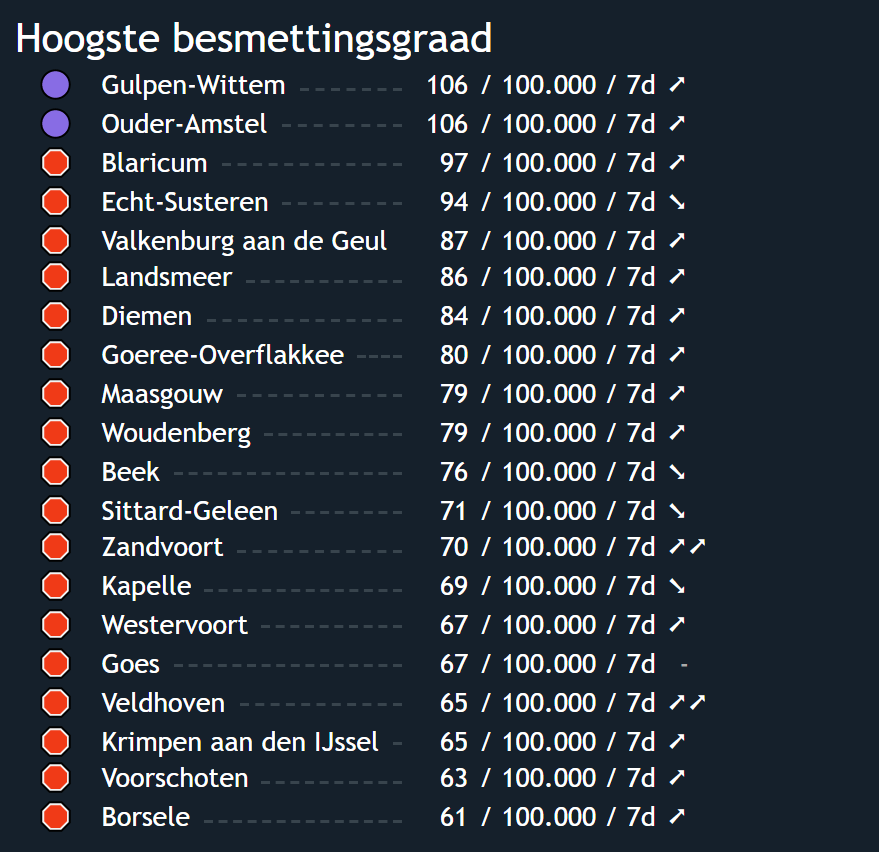 Hoogste besmettingsgraad
Gulpen-Wittem 106 / 100.000 / 7d ➚
Ouder-Amstel 106 / 100.000 / 7d ➚
Blaricum 97 / 100.000 / 7d ➚
Echt-Susteren 94 / 100.000 / 7d ➘
Valkenburg aan de Geul 87 / 100.000 / 7d ➚
Landsmeer 86 / 100.000 / 7d ➚
Diemen 84 / 100.000 / 7d ➚
Goeree-Overflakkee 80 / 100.000 / 7d ➚
Maasgouw 79 / 100.000 / 7d ➚
Woudenberg 79 / 100.000 / 7d ➚
Beek 76 / 100.000 / 7d ➘
Sittard-Geleen 71 / 100.000 / 7d ➘
Zandvoort 70 / 100.000 / 7d ➚➚
Kapelle 69 / 100.000 / 7d ➘
Westervoort 67 / 100.000 / 7d ➚
Goes 67 / 100.000 / 7d -
Veldhoven 65 / 100.000 / 7d ➚➚
Krimpen aan den IJssel 65 / 100.000 / 7d ➚
Voorschoten 63 / 100.000 / 7d ➚
Borsele 61 / 100.000 / 7d ➚